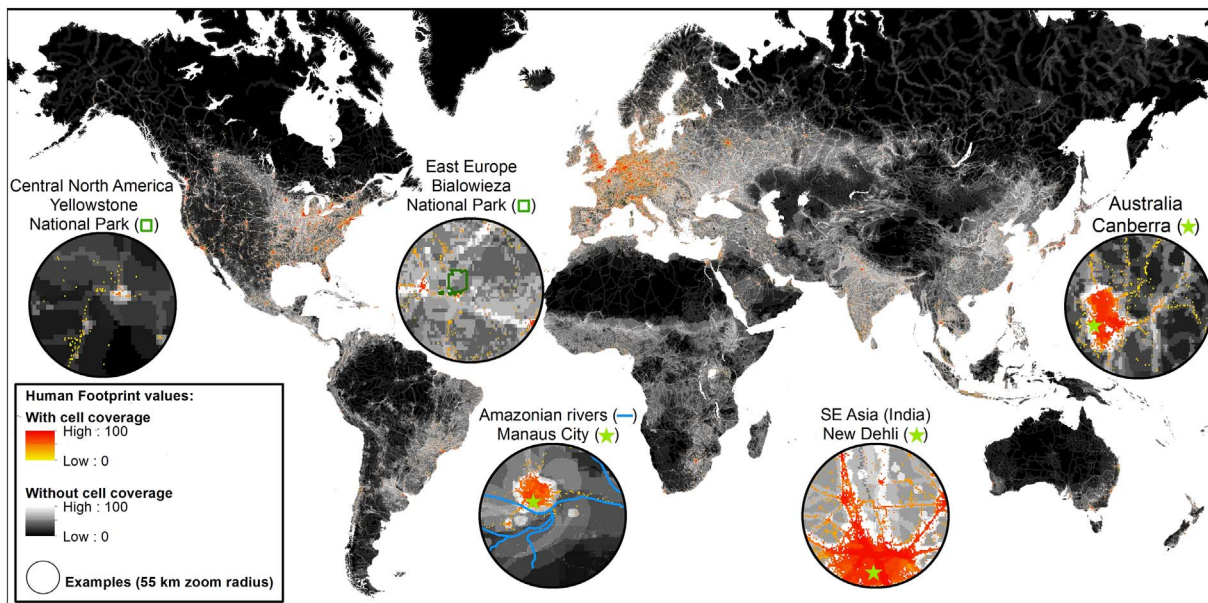 Central North America
Yellowstone
National Park (□)
East Europe
Bialowieza
National Park (□)
Australia
Canberra (★)
Amazonian rivers (—)
Manaus City (★)
SE Asia (India)
New Dehli (★)
Human Footprint values:
With cell coverage
High : 100
Low : 0
Without cell coverage
High : 100
Low : 0
Examples (55 km zoom radius)